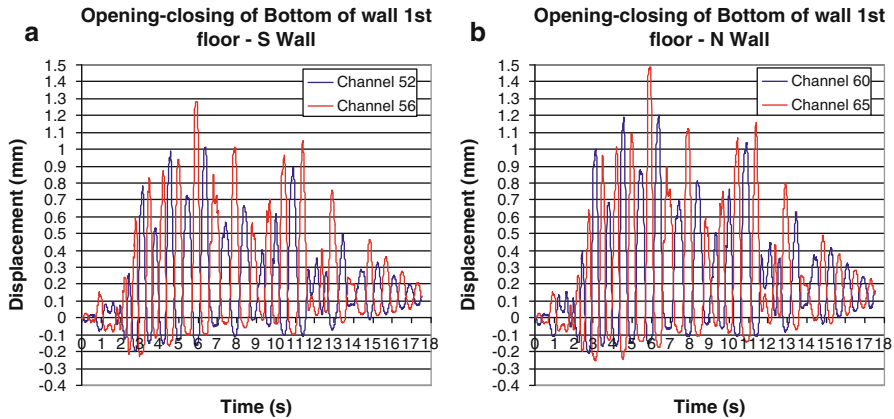 a
Opening-closing of Bottom of wall 1st
floor - S Wall
Displacement (mm)
1.5
1.4
1.3
1.2
1.1
1
0.9
0.8
0.7
0.6
0.5
0.4
0.3
0.2
0.1
0
-0.1
-0.2
-0.3
-0.4
Channel 52
Channel 56
0 1 2 3 4 5 6 7 8 9 10 11 12 13 14 15 16 17 18
Time (s)
b
Opening-closing of Bottom of wall 1st
floor - N Wall
Displacement (mm)
1.5
1.4
1.3
1.2
1.1
1
0.9
0.8
0.7
0.6
0.5
0.4
0.3
0.2
0.1
0
-0.1
-0.2
-0.3
-0.4
Channel 60
Channel 65
0 1 2 3 4 5 6 7 8 9 10 11 12 13 14 15 16 17 18
Time (s)